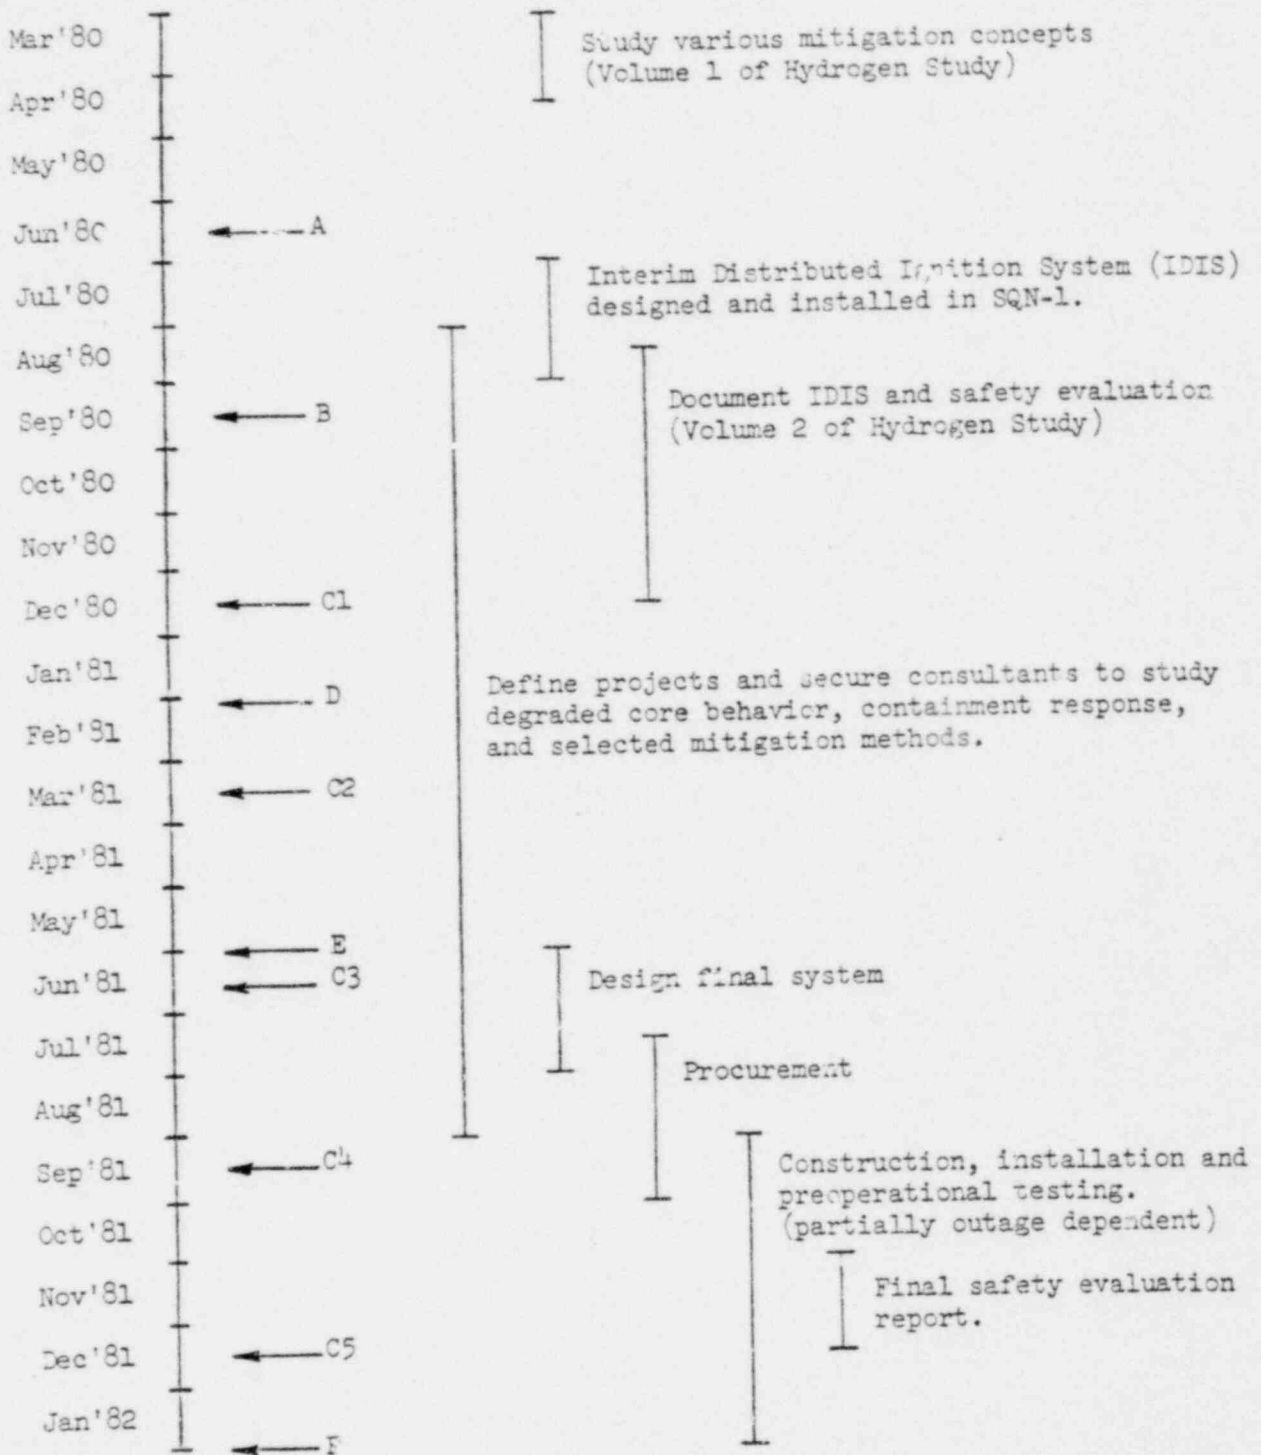 Mar'80
Study various mitigation concepts
(Volume 1 of Hydrogen Study)
Apr'80
May'80
Jun'80
A
Interim Distributed Ignition System (IDIS)
designed and installed in SQN-1.
Jul'80
Aug'80
Document IDIS and safety evaluation
(Volume 2 of Hydrogen Study)
Sep'80
B
Oct'80
Nov'80
Dec'80
C1
Jan'81
D
Define projects and secure consultants to study
degraded core behavior, containment response,
and selected mitigation methods.
Feb'81
Mar'81
C2
Apr'81
May'81
E
Jun'81
C3
Design final system
Jul'81
Procurement
Aug'81
Sep'81
C4
Construction, installation and
preoperational testing.
(partially outage dependent)
Oct'81
Nov'81
Final safety evaluation
report.
Dec'81
C5
Jan'82
F